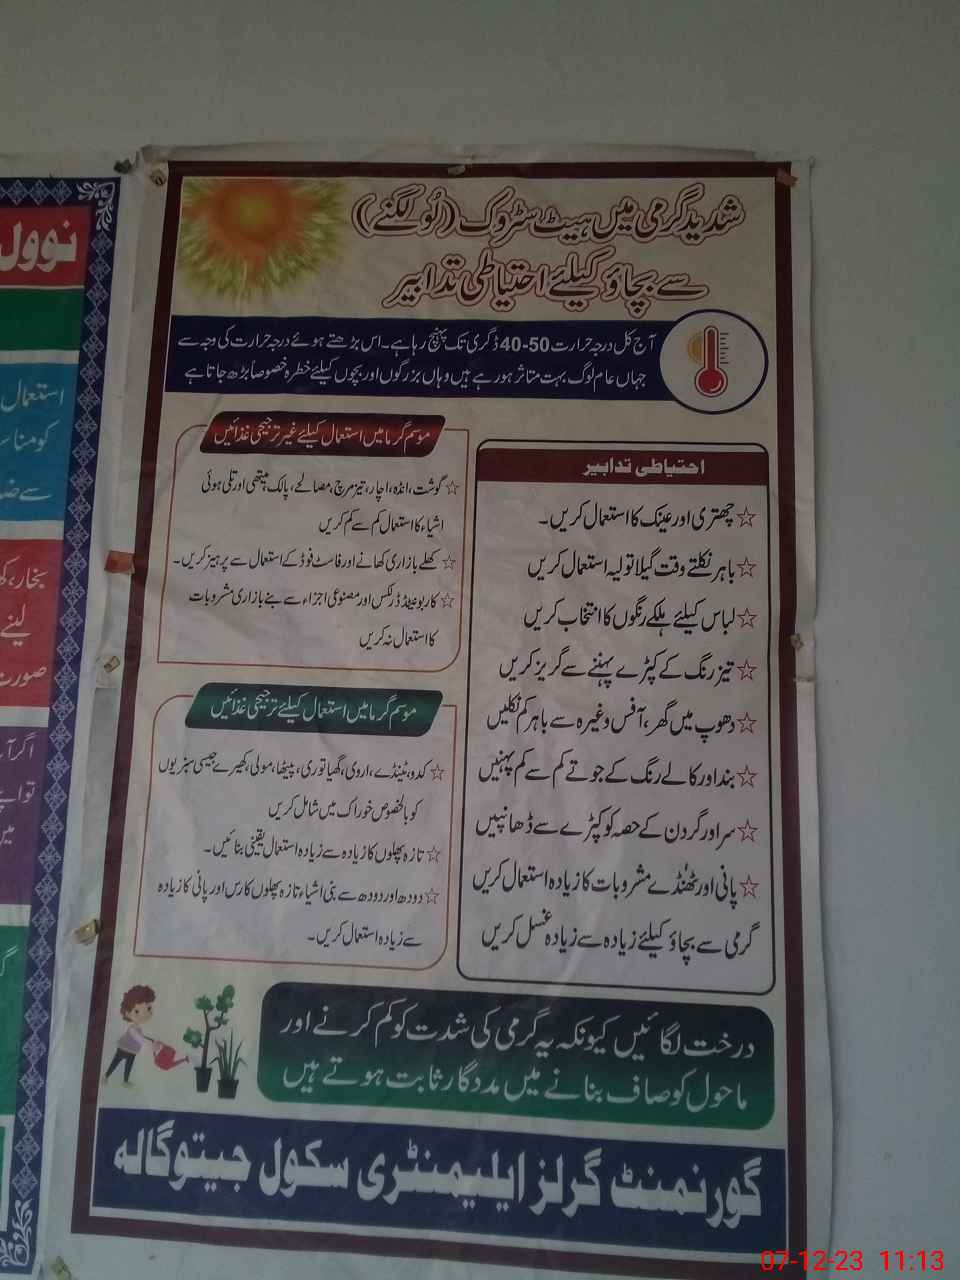 شدید گرمی میں ہیٹ سٹروک (لُو لگنے)
سے بچاؤ کیلئے احتیاطی تدابیر
آج کل درجہ حرارت 50-40 ڈگری تک پہنچ رہا ہے۔ اس بڑھتے ہوئے درجہ حرارت کی وجہ سے
جہاں عام لوگ بہت متاثر ہو رہے ہیں وہاں بزرگوں اور بچوں کیلئے خطرہ خصوصاً بڑھ جاتا ہے
احتیاطی تدابیر
☆ چھتری اور عینک کا استعمال کریں۔
☆ باہر نکلتے وقت گیلا تولیہ استعمال کریں
☆ لباس کیلئے ہلکے رنگوں کا انتخاب کریں
☆ تیز رنگ کے کپڑے پہننے سے گریز کریں
☆ دھوپ میں گھر، آفس وغیرہ سے باہر کم نکلیں
☆ بند اور کالے رنگ کے جوتے کم سے کم پہنیں
☆ سر اور گردن کے حصہ کو کپڑے سے ڈھانپیں
☆ پانی اور ٹھنڈے مشروبات کا زیادہ استعمال کریں
گرمی سے بچاؤ کیلئے زیادہ سے زیادہ غسل کریں
موسم گرما میں استعمال کیلئے غیر ترجیحی غذائیں
☆ گوشت، انڈہ، اچار، تیز مرچ، مصالحے، پالک، میتھی اور تلی ہوئی
اشیاء کا استعمال کم سے کم کریں
☆ کھلے بازاری کھانے اور فاسٹ فوڈ کے استعمال سے پرہیز کریں۔
☆ کاربونیٹڈ ڈرنکس اور مصنوعی اجزاء سے بنے بازاری مشروبات
کا استعمال نہ کریں
موسم گرما میں استعمال کیلئے ترجیحی غذائیں
☆ کدو، ٹینڈے، اروی، گھیا توری، پیٹھا، مولی، کھیرے جیسی سبزیوں
کو بالخصوص خوراک میں شامل کریں
☆ تازہ پھلوں کا زیادہ سے زیادہ استعمال یقینی بنائیں۔
☆ دودھ اور دودھ سے بنی اشیاء تازہ پھلوں کا رس اور پانی کا زیادہ
سے زیادہ استعمال کریں۔
درخت لگائیں کیونکہ یہ گرمی کی شدت کو کم کرنے اور
ماحول کو صاف بنانے میں مددگار ثابت ہوتے ہیں
گورنمنٹ گرلز ایلیمنٹری سکول جیتوگالہ
نوول
استعمال
کو مناسب
بخار، کھ
لینے
صورت
اگر آپ
07-12-23 11:13